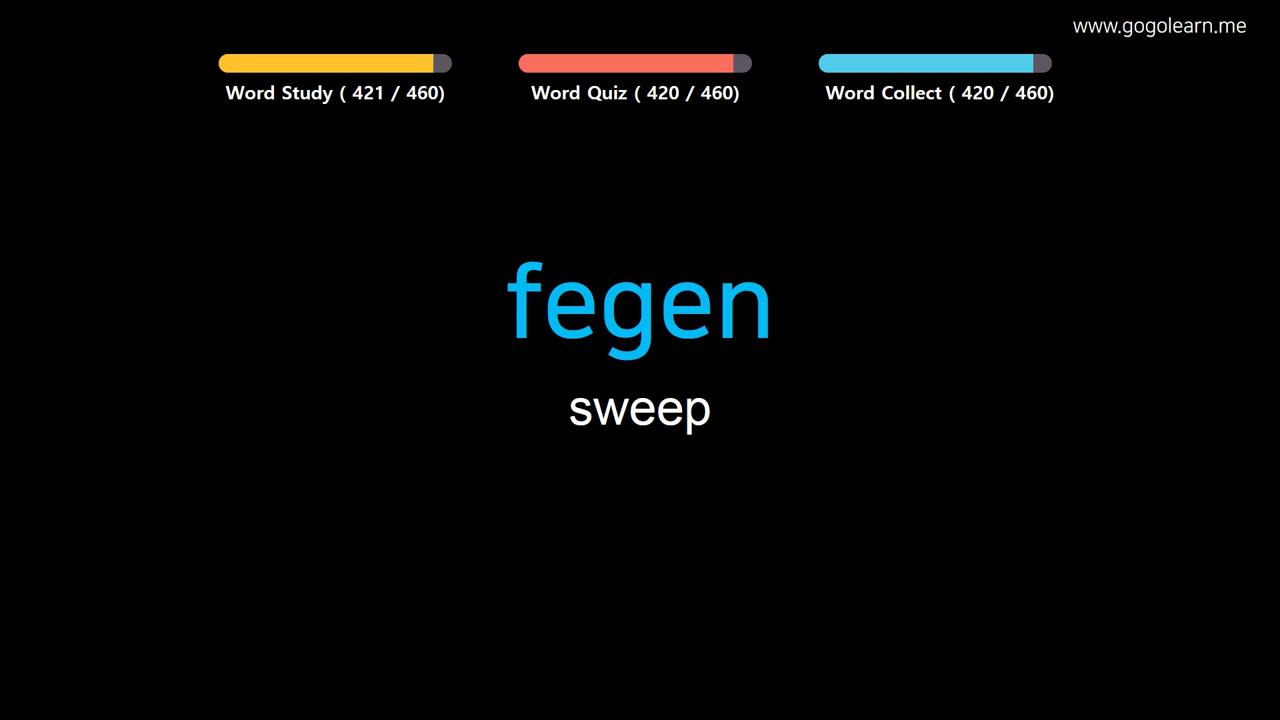 www.gogolearn.me
Word Study ( 421 / 460)
Word Quiz ( 420 / 460)
Word Collect ( 420 / 460)
fegen
sweep